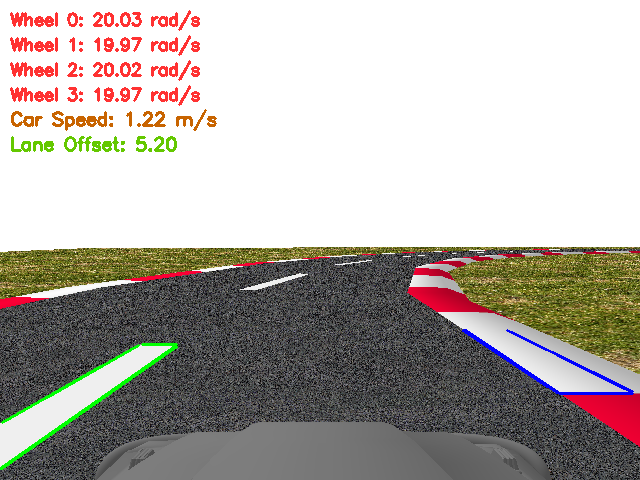 Wheel 0: 20.03 rad/s
Wheel 1: 19.97 rad/s
Wheel 2: 20.02 rad/s
Wheel 3: 19.97 rad/s
Car Speed: 1.22 m/s
Lane Offset: 5.20